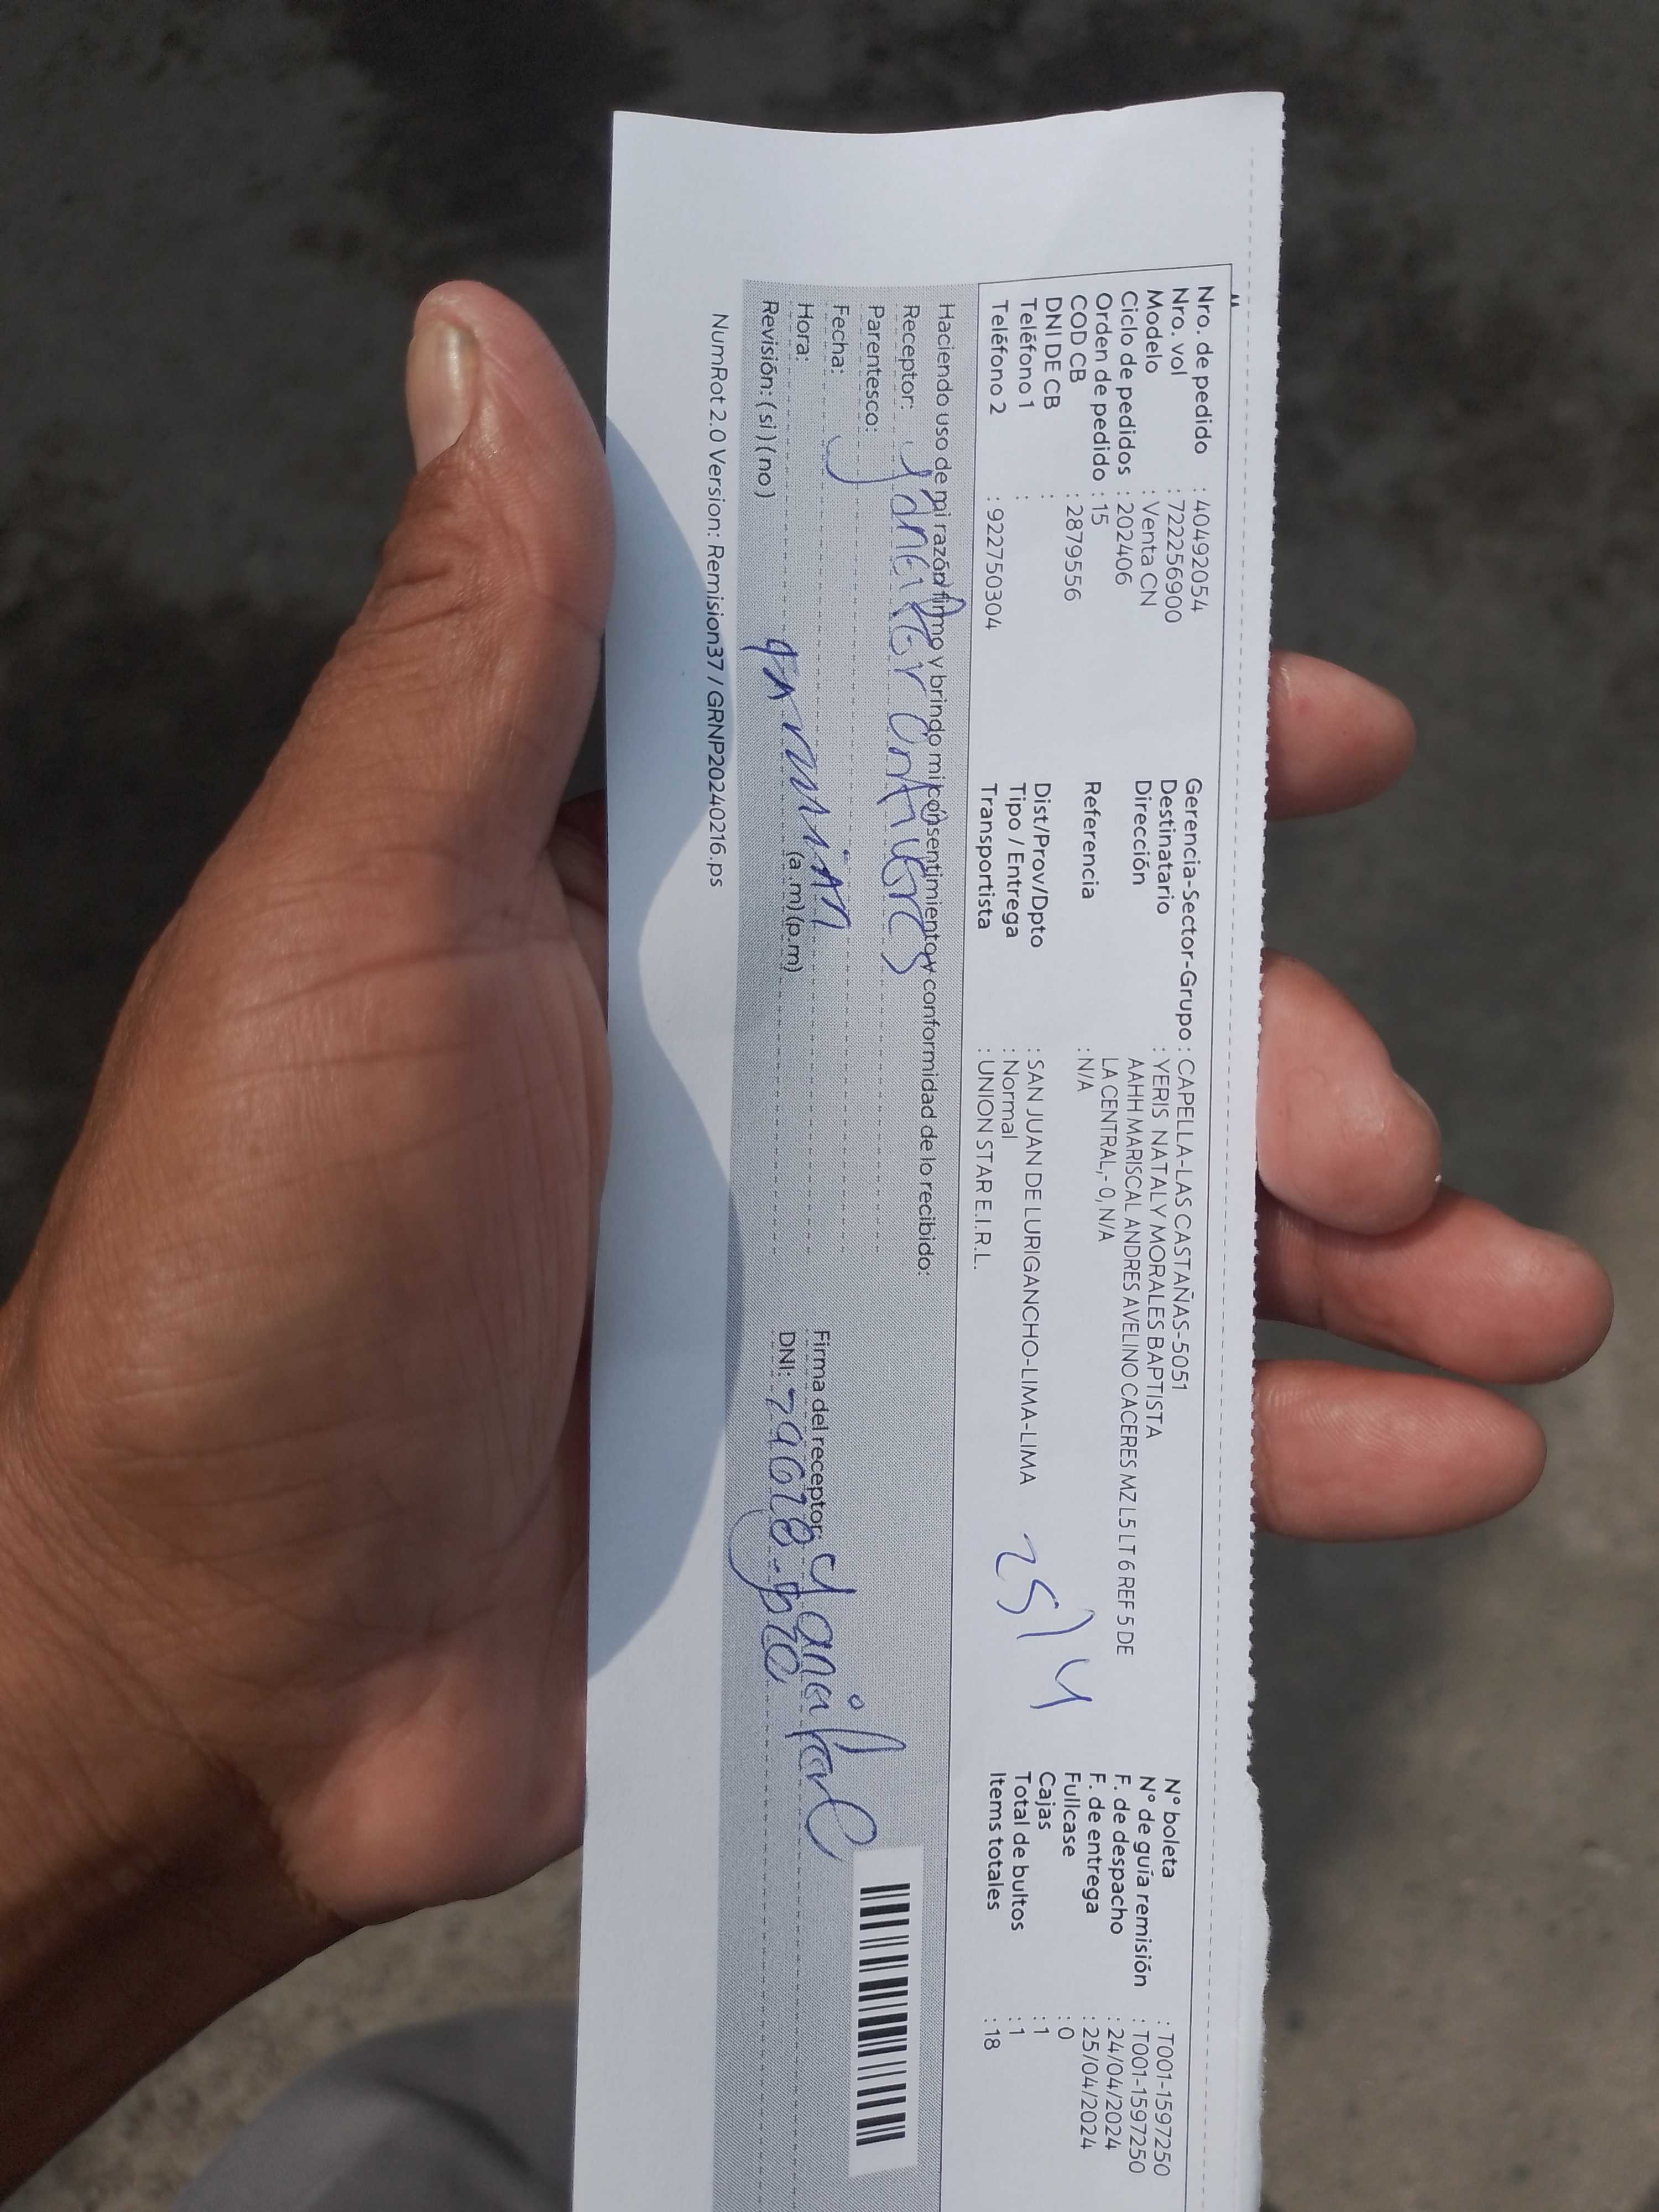 Nro. de pedido : 40492054
Nro. vol : 722256900
Modelo : Venta CN
Ciclo de pedidos : 202406
Orden de pedido : 15
COD CB : 2879556
DNI DE CB :
Teléfono 1 :
Teléfono 2 : 922750304
Gerencia-Sector-Grupo : CAPELLA-LAS CASTAÑAS-5051
Destinatario : YERIS NATALY MORALES BAPTISTA
Dirección AAHH MARISCAL ANDRES AVELINO CACERES MZ L5 LT 6 REF 5 DE
LA CENTRAL,- 0, N/A
Referencia : N/A
Dist/Prov/Dpto : SAN JUAN DE LURIGANCHO-LIMA-LIMA
Tipo / Entrega : Normal
Transportista : UNION STAR E.I.R.L.
25/4
N° boleta : T001-1597250
N° de guía remisión : T001-1597250
F. de despacho : 24/04/2024
F. de entrega : 25/04/2024
Fullcase : 0
Cajas : 1
Total de bultos : 1
Items totales : 18
Haciendo uso de mi razón firmo y brindo mi consentimiento y conformidad de lo recibido:
Receptor:
Parentesco:
Fecha:
Hora: (a.m) (p.m)
Revisión: (si) (no)
Firma del receptor:
DNI:
NumRot 2.0 Version: Remision37 / GRNP20240216.ps